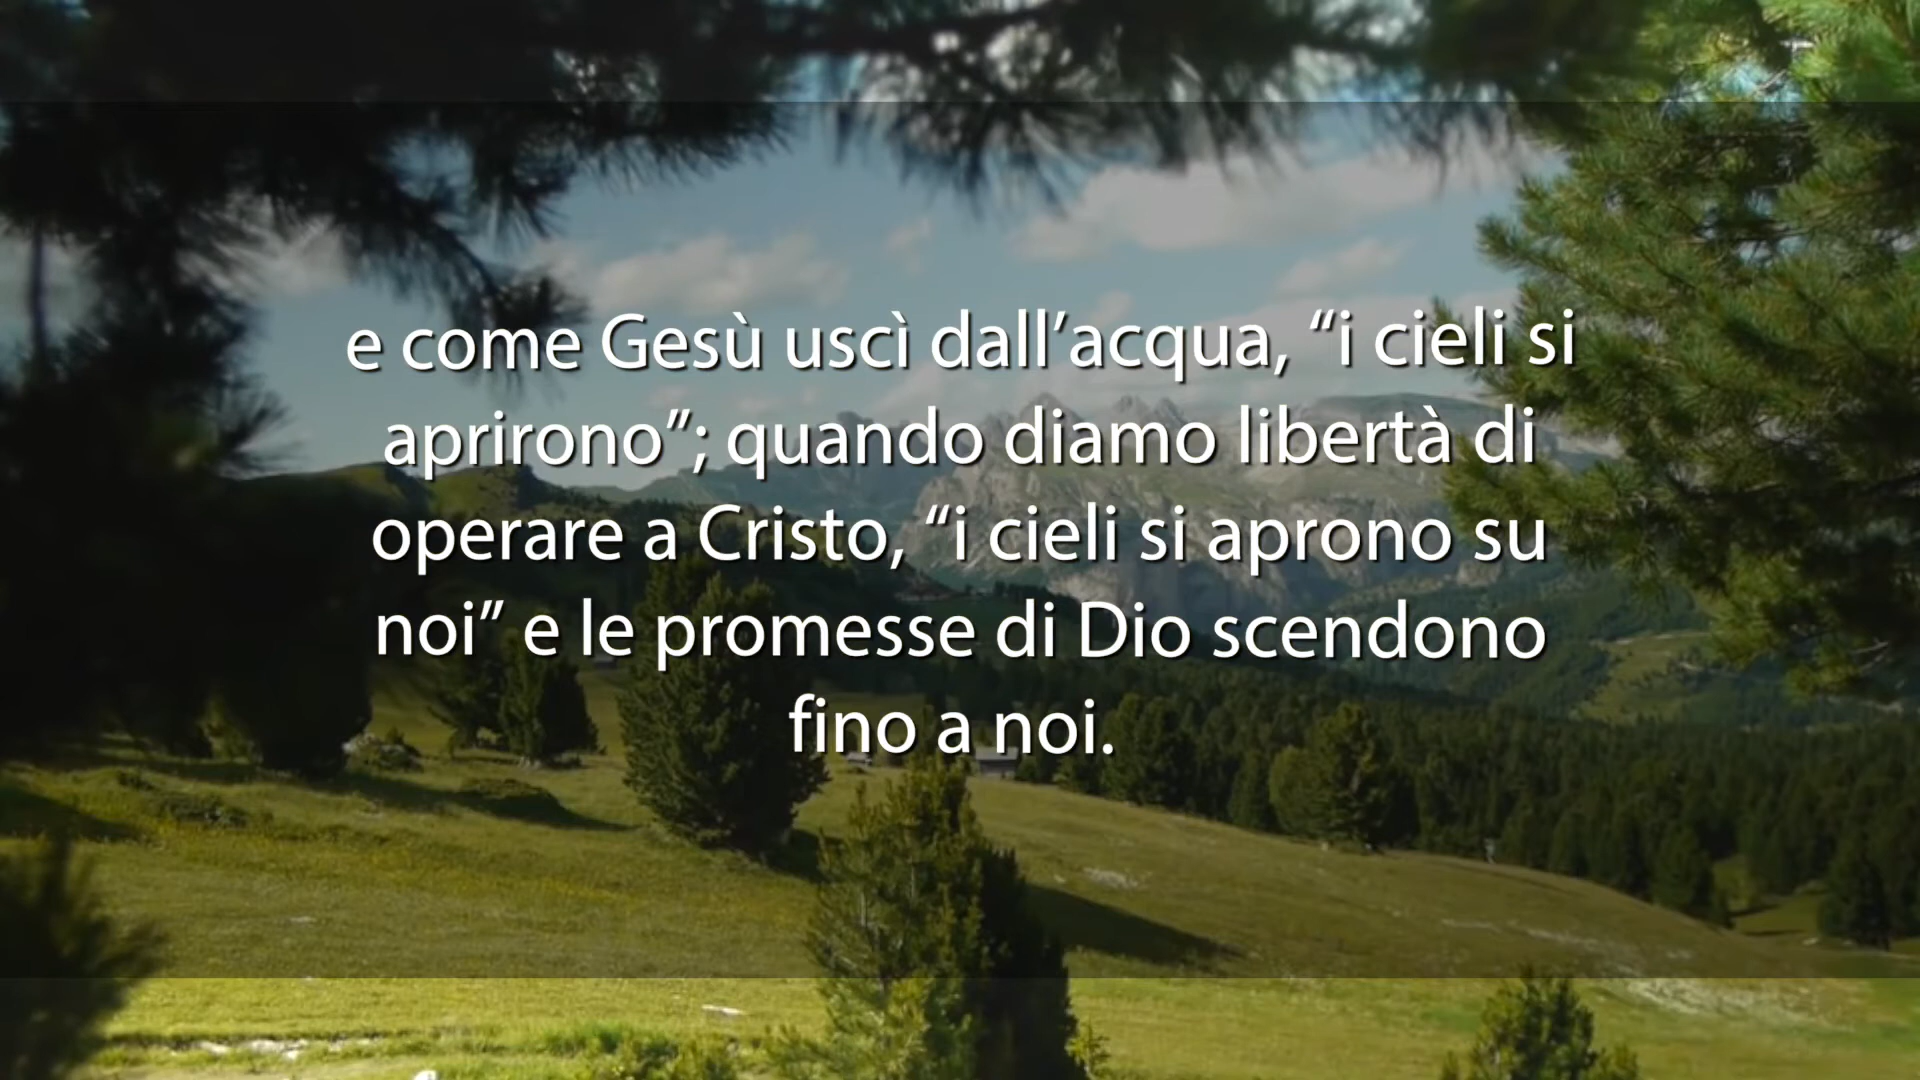 e come Gesù uscì dall’acqua, “i cieli si
aprirono”; quando diamo libertà di
operare a Cristo, “i cieli si aprono su
noi” e le promesse di Dio scendono
fino a noi.